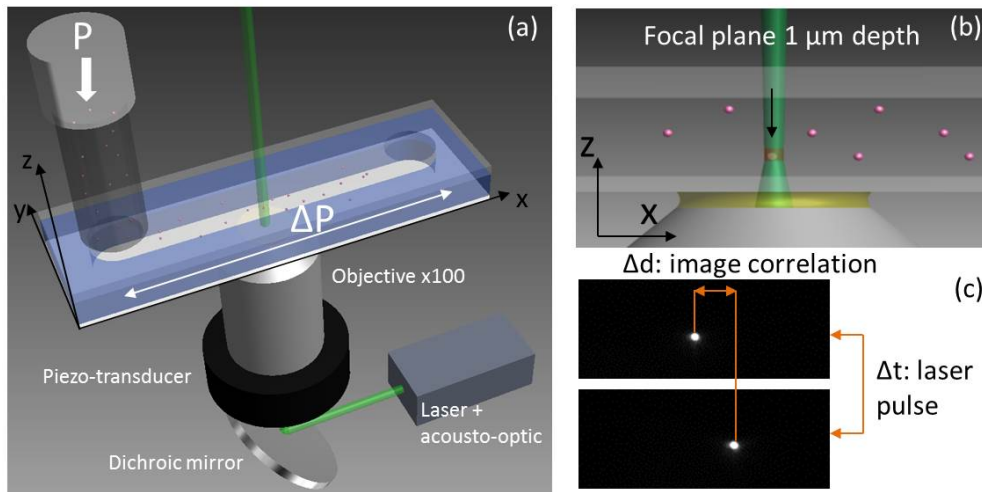 (a)
P
z
y
x
ΔP
Objective x100
Piezo-transducer
Laser +
acousto-optic
Dichroic mirror
(b)
Focal plane 1 μm depth
z
x
Δd: image correlation
(c)
Δt: laser
pulse